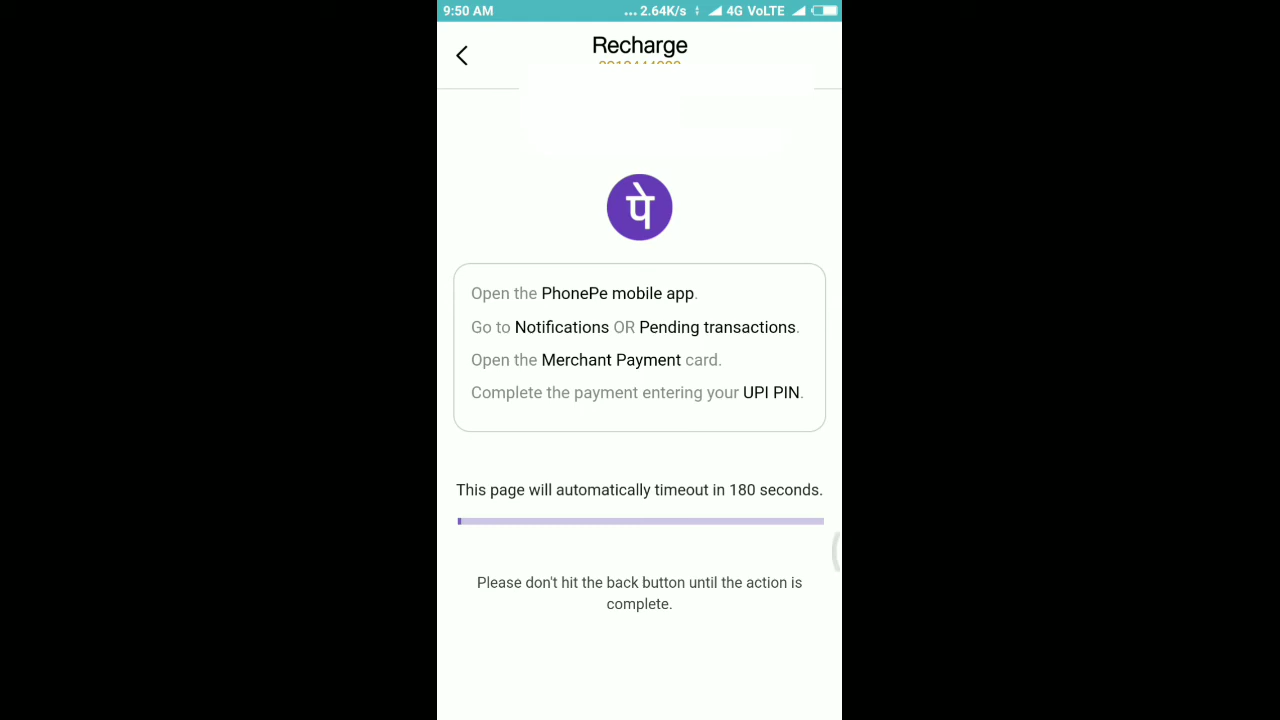 9:50 AM ... 2.64K/s 4G VoLTE
Recharge
पे
Open the PhonePe mobile app.
Go to Notifications OR Pending transactions.
Open the Merchant Payment card.
Complete the payment entering your UPI PIN.
This page will automatically timeout in 180 seconds.
Please don't hit the back button until the action is
complete.